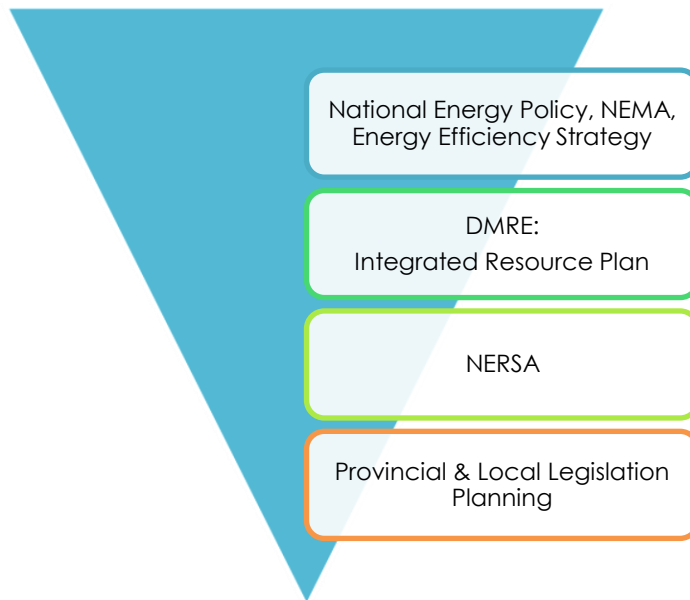 National Energy Policy, NEMA,
Energy Efficiency Strategy
DMRE:
Integrated Resource Plan
NERSA
Provincial & Local Legislation
Planning